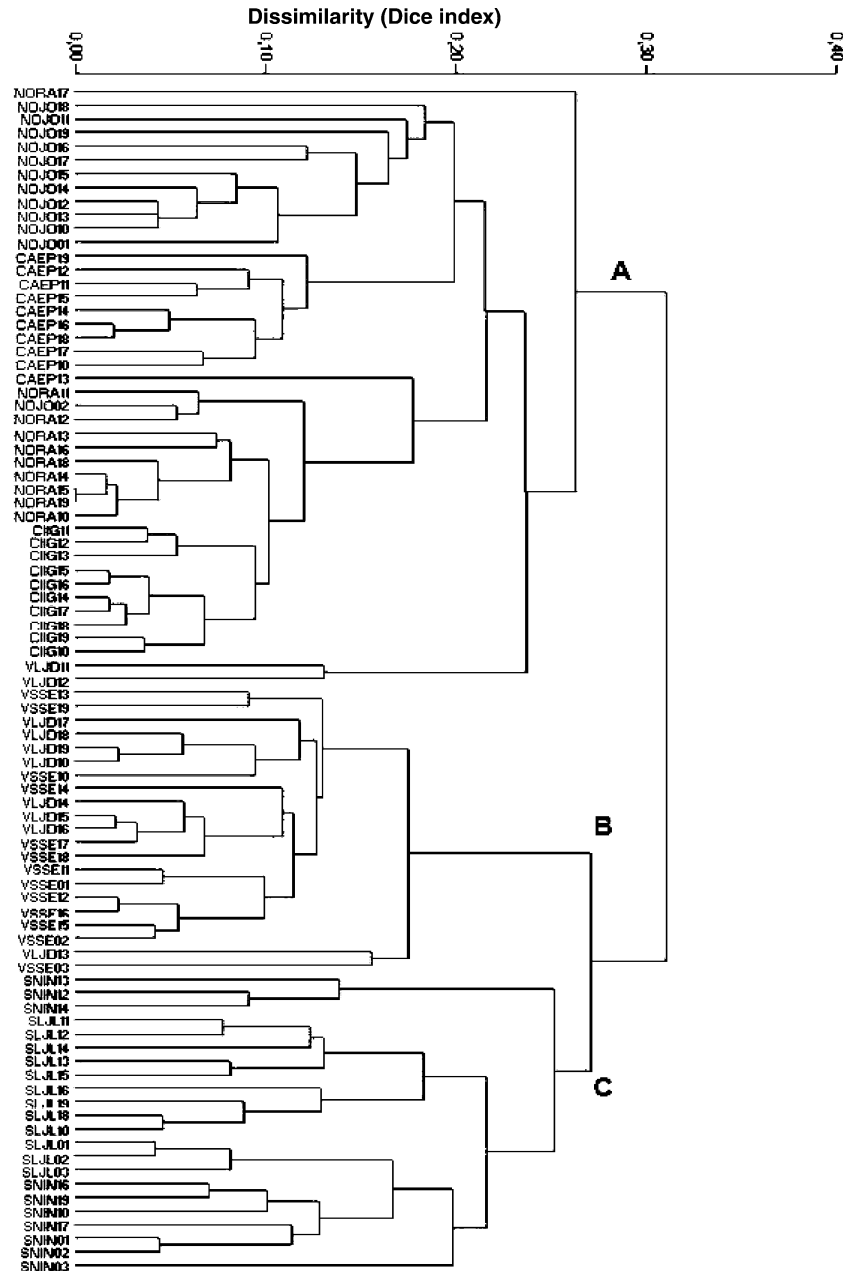 Dissimilarity (Dice index)
0,00 0,10 0,20 0,30 0,40
NORA17
NOJO18
NOJO11
NOJO19
NOJO16
NOJO17
NOJO15
NOJO14
NOJO12
NOJO13
NOJO10
NOJO01
CAEP19
CAEP12
CAEP11
CAEP15
CAEP14
CAEP16
CAEP18
CAEP17
CAEP10
CAEP13
NORA11
NOJO02
NORA12
NORA13
NORA16
NORA18
NORA14
NORA15
NORA19
NORA10
CIIG11
CIIG12
CIIG13
CIIG15
CIIG16
CIIG14
CIIG17
CIIG18
CIIG19
CIIG10
VLJD11
VLJD12
VSSE13
VSSE19
VLJD17
VLJD18
VLJD19
VLJD10
VSSE10
VSSE14
VLJD14
VLJD15
VLJD16
VSSE17
VSSE18
VSSE11
VSSE01
VSSE12
VSSE16
VSSE15
VSSE02
VLJD13
VSSE03
SNIN13
SNIN12
SNIN14
SLJL11
SLJL12
SLJL14
SLJL13
SLJL15
SLJL16
SLJL19
SLJL18
SLJL10
SLJL01
SLJL02
SLJL03
SNIN16
SNIN19
SNIN10
SNIN17
SNIN01
SNIN02
SNIN03
A
B
C